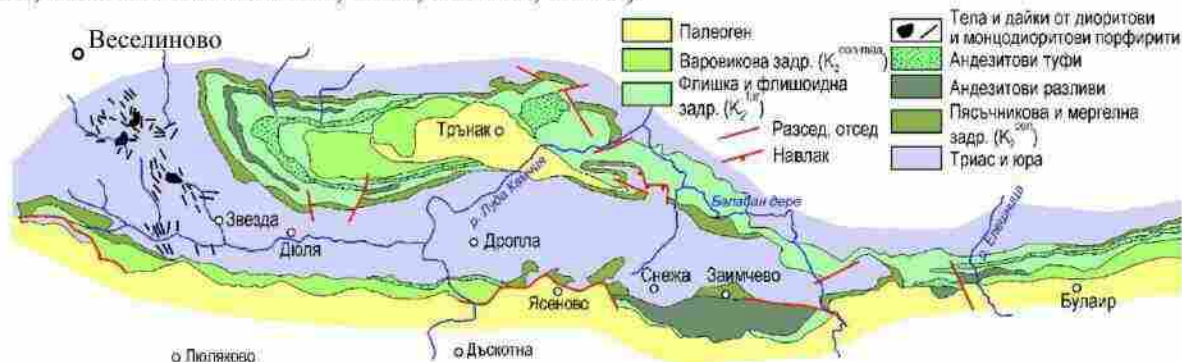 Веселиново
Палеоген
Варовикова задр. (K₂
Флишка и флишоидна
задр. (K₂
Разсед, отсед
Навлак
Тела и дайки от диоритови
и монцодиоритови порфирити
Андезитови туфи
Андезитови разливи
Пясъчникова и мергелна
задр. (K₂
Триас и юра
Трънак
р. Луда Камчия
Балабан дере
р. Елешница
Звезда
Дюля
Дропла
Снежа
Заимчево
Ясеново
Булаир
Люляково
Дъскотна